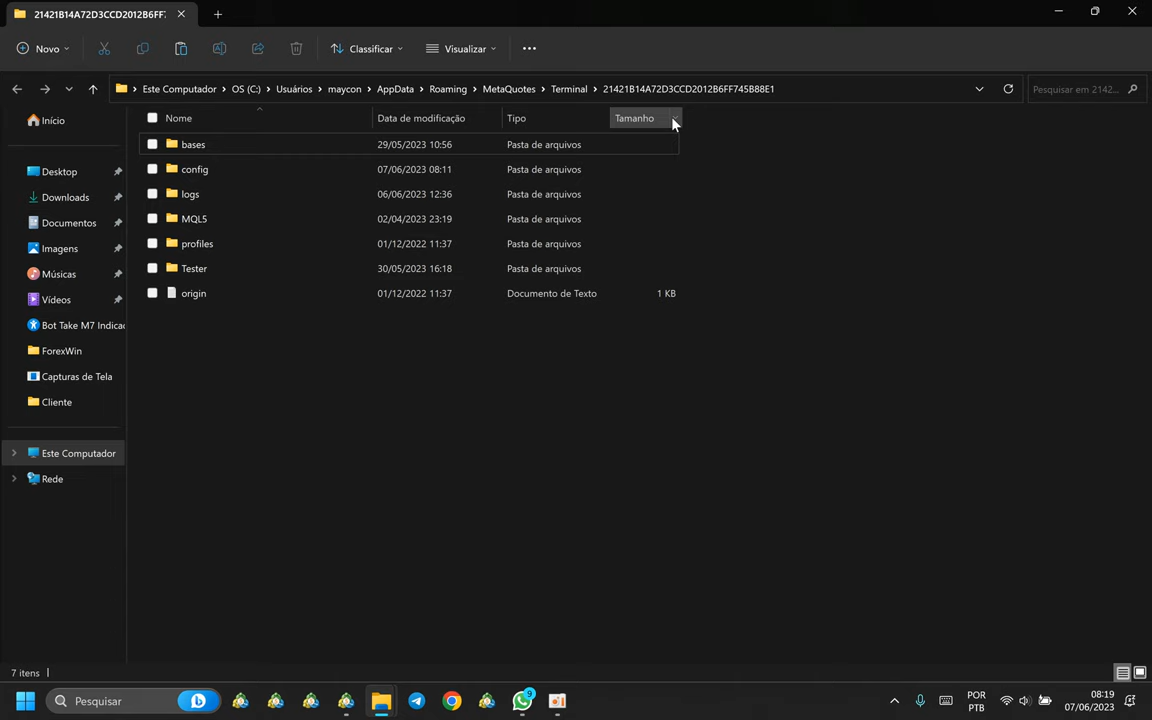 21421B14A72D3CCD2012B6FF7
Novo
Classificar
Visualizar
Este Computador > OS (C:) > Usuários > maycon > AppData > Roaming > MetaQuotes > Terminal > 21421B14A72D3CCD2012B6FF745B88E1
Pesquisar em 2142...
Início
Desktop
Downloads
Documentos
Imagens
Músicas
Vídeos
Bot Take M7 Indica
ForexWin
Capturas de Tela
Cliente
Este Computador
Rede
Nome Data de modificação Tipo Tamanho
bases 29/05/2023 10:56 Pasta de arquivos
config 07/06/2023 08:11 Pasta de arquivos
logs 06/06/2023 12:36 Pasta de arquivos
MQL5 02/04/2023 23:19 Pasta de arquivos
profiles 01/12/2022 11:37 Pasta de arquivos
Tester 30/05/2023 16:18 Pasta de arquivos
origin 01/12/2022 11:37 Documento de Texto 1 KB
7 itens
Pesquisar
9
POR
PTB
08:19
07/06/2023